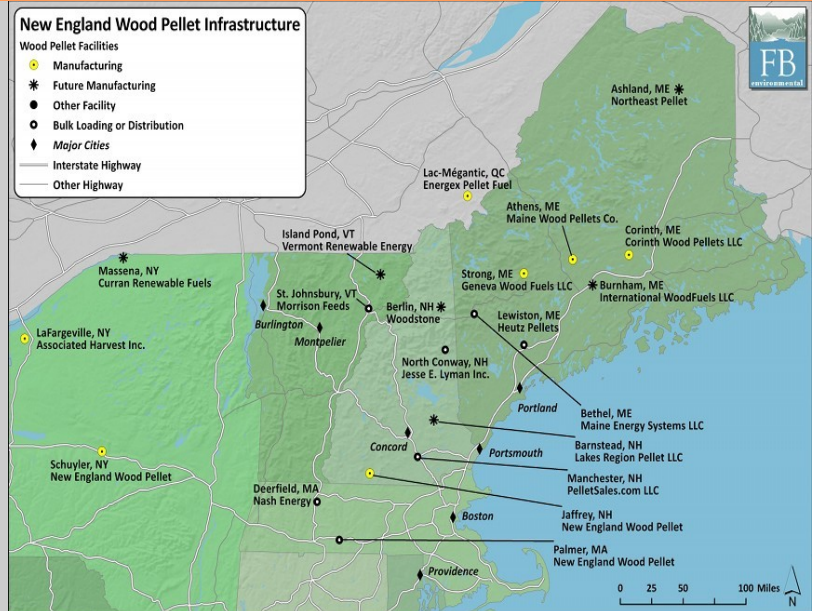 New England Wood Pellet Infrastructure
Wood Pellet Facilities
Manufacturing
Future Manufacturing
Other Facility
Bulk Loading or Distribution
Major Cities
Interstate Highway
Other Highway
FB
environmental
Ashland, ME
Northeast Pellet
Lac-Mégantic, QC
Energex Pellet Fuel
Athens, ME
Maine Wood Pellets Co.
Corinth, ME
Corinth Wood Pellets LLC
Island Pond, VT
Vermont Renewable Energy
Massena, NY
Curran Renewable Fuels
Strong, ME
Geneva Wood Fuels LLC
Burnham, ME
International WoodFuels LLC
St. Johnsbury, VT
Morrison Feeds
Berlin, NH
Woodstone
Lewiston, ME
Heutz Pellets
Burlington
Montpelier
LaFargeville, NY
Associated Harvest Inc.
North Conway, NH
Jesse E. Lyman Inc.
Portland
Bethel, ME
Maine Energy Systems LLC
Concord
Portsmouth
Barnstead, NH
Lakes Region Pellet LLC
Schuyler, NY
New England Wood Pellet
Manchester, NH
PelletSales.com LLC
Deerfield, MA
Nash Energy
Jaffrey, NH
New England Wood Pellet
Boston
Palmer, MA
New England Wood Pellet
Providence
0 25 50 100 Miles
N